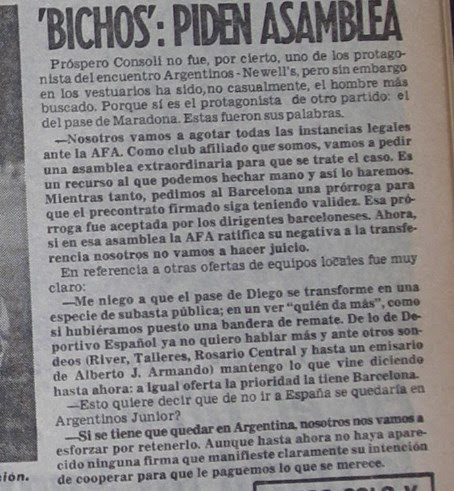 'BICHOS': PIDEN ASAMBLEA
Próspero Consoli no fue, por cierto, uno de los protago-
nista del encuentro Argentinos - Newell's, pero sin embargo
en los vestuarios ha sido, no casualmente, el hombre más
buscado. Porque sí es el protagonista de otro partido: el
del pase de Maradona. Estas fueron sus palabras.
—Nosotros vamos a agotar todas las instancias legales
ante la AFA. Como club afiliado que somos, vamos a pedir
una asamblea extraordinaria para que se trate el caso. Es
un recurso al que podemos hechar mano y así lo haremos.
Mientras tanto, pedimos al Barcelona una prórroga para
que el precontrato firmado siga teniendo validez. Esa pró-
rroga fue aceptada por los dirigentes barceloneses. Ahora,
si en esa asamblea la AFA ratifica su negativa a la transfe-
rencia nosotros no vamos a hacer juicio.
En referencia a otras ofertas de equipos locales fue muy
claro:
—Me niego a que el pase de Diego se transforme en una
especie de subasta pública; en un ver "quién da más", como
si hubiéramos puesto una bandera de remate. De lo de De-
portivo Español ya no quiero hablar más y ante otros son-
deos (River, Talleres, Rosario Central y hasta un emisario
de Alberto J. Armando) mantengo lo que vine diciendo
hasta ahora: a igual oferta la prioridad la tiene Barcelona.
—Esto quiere decir que de no ir a España se quedaría en
Argentinos Junior?
—Si se tiene que quedar en Argentina, nosotros nos vamos a
esforzar por retenerlo. Aunque hasta ahora no haya apare-
cido ninguna firma que manifieste claramente su intención
de cooperar para que le paguemos lo que se merece.
ción.